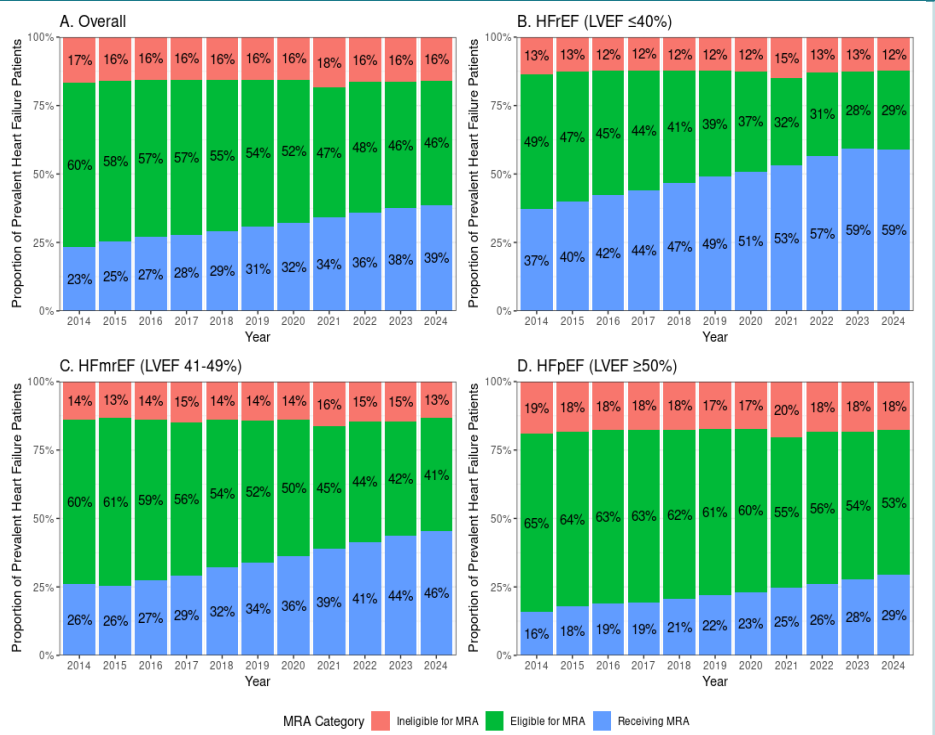 A. Overall
Proportion of Prevalent Heart Failure Patients
100%
75%
50%
25%
0%
17% 16% 16% 16% 16% 16% 16% 18% 16% 16% 16%
60% 58% 57% 57% 55% 54% 52% 47% 48% 46% 46%
23% 25% 27% 28% 29% 31% 32% 34% 36% 38% 39%
2014 2015 2016 2017 2018 2019 2020 2021 2022 2023 2024
Year
B. HFrEF (LVEF ≤40%)
Proportion of Prevalent Heart Failure Patients
100%
75%
50%
25%
0%
13% 13% 12% 12% 12% 12% 12% 15% 13% 13% 12%
49% 47% 45% 44% 41% 39% 37% 32% 31% 28% 29%
37% 40% 42% 44% 47% 49% 51% 53% 57% 59% 59%
2014 2015 2016 2017 2018 2019 2020 2021 2022 2023 2024
Year
C. HFmrEF (LVEF 41-49%)
Proportion of Prevalent Heart Failure Patients
100%
75%
50%
25%
0%
14% 13% 14% 15% 14% 14% 14% 16% 15% 15% 13%
60% 61% 59% 56% 54% 52% 50% 45% 44% 42% 41%
26% 26% 27% 29% 32% 34% 36% 39% 41% 44% 46%
2014 2015 2016 2017 2018 2019 2020 2021 2022 2023 2024
Year
D. HFpEF (LVEF ≥50%)
Proportion of Prevalent Heart Failure Patients
100%
75%
50%
25%
0%
19% 18% 18% 18% 18% 17% 17% 20% 18% 18% 18%
65% 64% 63% 63% 62% 61% 60% 55% 56% 54% 53%
16% 18% 19% 19% 21% 22% 23% 25% 26% 28% 29%
2014 2015 2016 2017 2018 2019 2020 2021 2022 2023 2024
Year
MRA Category Ineligible for MRA Eligible for MRA Receiving MRA